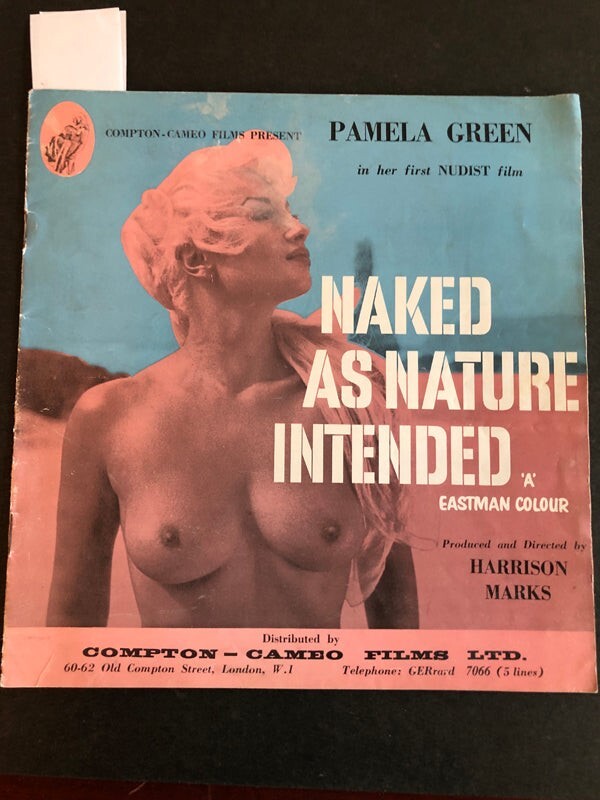 COMPTON-CAMEO FILMS PRESENT
PAMELA GREEN
in her first NUDIST film
NAKED
AS NATURE
INTENDED 'A'
EASTMAN COLOUR
Produced and Directed by
HARRISON
MARKS
Distributed by
COMPTON - CAMEO FILMS LTD.
60-62 Old Compton Street, London, W.1 Telephone: GERrard 7066 (5 lines)